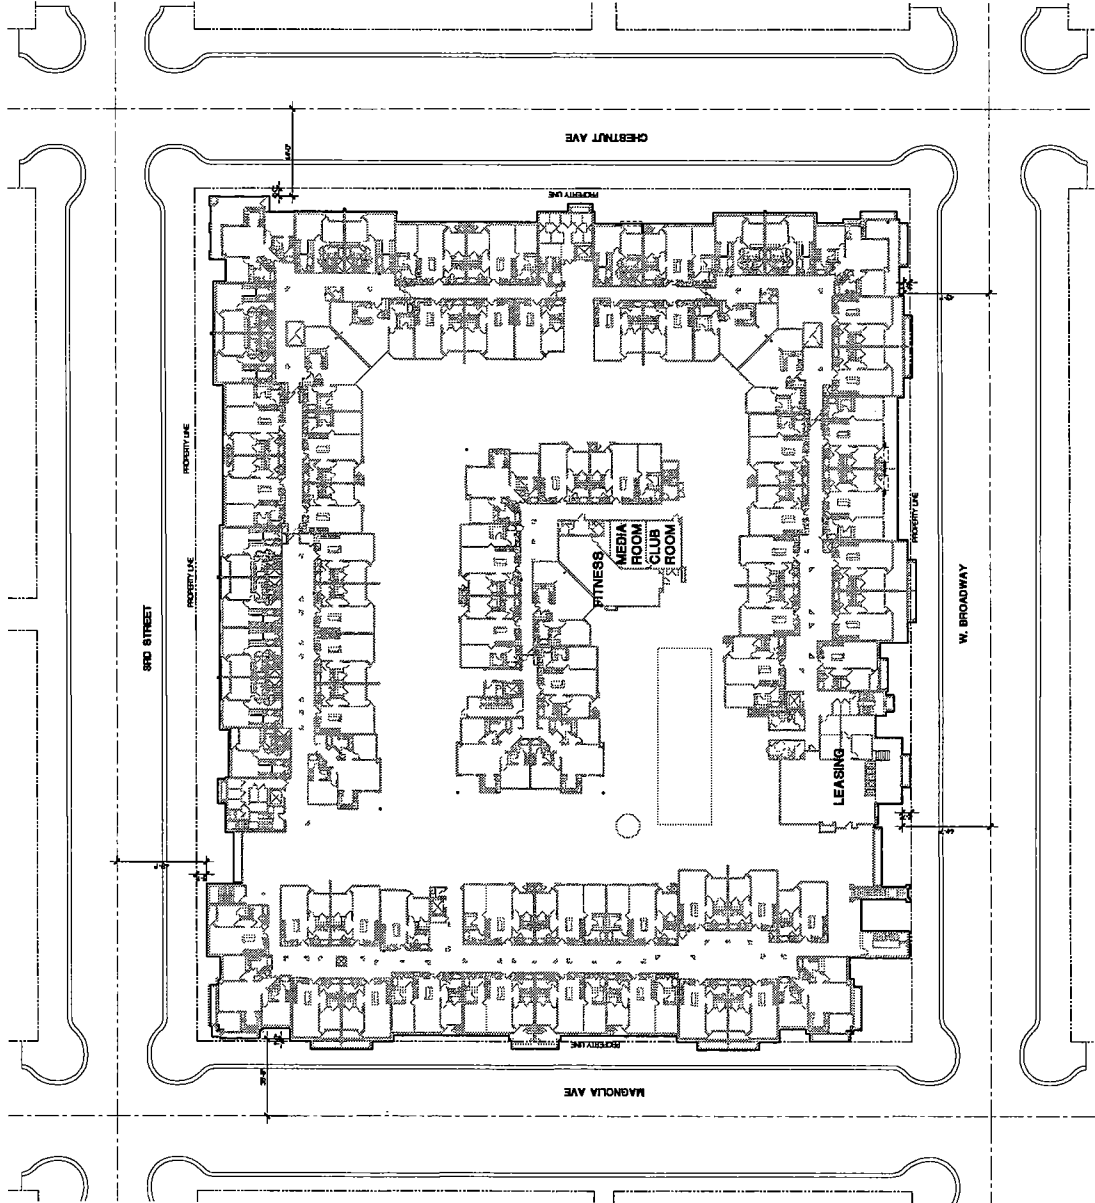 CHESTNUT AVE
PROPERTY LINE
PROPERTY LINE
PROPERTY LINE
3RD STREET
FITNESS
MEDIA
ROOM
CLUB
ROOM
PROPERTY LINE
W. BROADWAY
LEASING
PROPERTY LINE
MAGNOLIA AVE